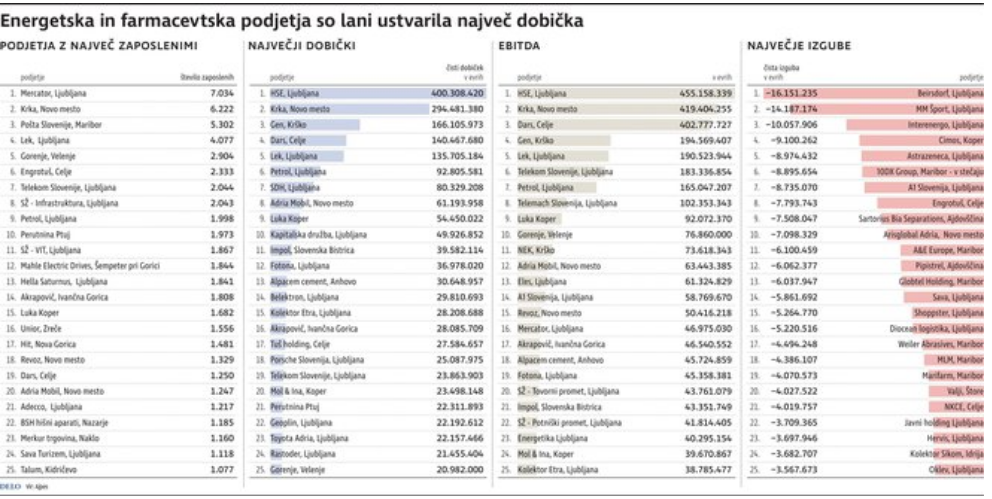 Energetska in farmacevtska podjetja so lani ustvarila največ dobička
PODJETJA Z NAJVEČ ZAPOSLENIMI
podjetje število zaposlenih
1. Mercator, Ljubljana 7.034
2. Krka, Novo mesto 6.222
3. Pošta Slovenije, Maribor 5.302
4. Lek, Ljubljana 4.077
5. Gorenje, Velenje 2.904
6. Engrotuš, Celje 2.333
7. Telekom Slovenije, Ljubljana 2.044
8. SŽ - Infrastruktura, Ljubljana 2.043
9. Petrol, Ljubljana 1.998
10. Perutnina Ptuj 1.973
11. SŽ - VIT, Ljubljana 1.867
12. Mahle Electric Drives, Šempeter pri Gorici 1.844
13. Hella Saturnus, Ljubljana 1.841
14. Akrapovič, Ivančna Gorica 1.808
15. Luka Koper 1.682
16. Unior, Zreče 1.556
17. Hit, Nova Gorica 1.481
18. Revoz, Novo mesto 1.329
19. Dars, Celje 1.250
20. Adria Mobil, Novo mesto 1.247
21. Adecco, Ljubljana 1.217
22. BSH hišni aparati, Nazarje 1.185
23. Merkur trgovina, Naklo 1.160
24. Sava Turizem, Ljubljana 1.118
25. Talum, Kidričevo 1.077
NAJVEČJI DOBIČKI
podjetje čisti dobiček v evrih
1. HSE, Ljubljana 400.308.420
2. Krka, Novo mesto 294.481.380
3. Gen, Krško 166.105.973
4. Dars, Celje 140.467.680
5. Lek, Ljubljana 135.705.184
6. Petrol, Ljubljana 92.805.581
7. SDH, Ljubljana 80.329.208
8. Adria Mobil, Novo mesto 61.193.958
9. Luka Koper 54.450.022
10. Kapitalska družba, Ljubljana 49.926.852
11. Impol, Slovenska Bistrica 39.582.114
12. Fotona, Ljubljana 36.978.020
13. Alpacem cement, Anhovo 30.648.957
14. Belektron, Ljubljana 29.810.693
15. Kolektor Etra, Ljubljana 28.208.688
16. Akrapovič, Ivančna Gorica 28.085.709
17. Tuš holding, Celje 27.584.657
18. Porsche Slovenija, Ljubljana 25.087.975
19. Telekom Slovenije, Ljubljana 23.863.903
20. Mol & Ina, Koper 23.498.148
21. Perutnina Ptuj 22.311.893
22. Geoplin, Ljubljana 22.192.612
23. Toyota Adria, Ljubljana 22.157.466
24. Rastoder, Ljubljana 21.455.404
25. Gorenje, Velenje 20.982.000
EBITDA
podjetje v evrih
1. HSE, Ljubljana 455.158.339
2. Krka, Novo mesto 419.404.255
3. Dars, Celje 402.777.727
4. Gen, Krško 194.569.407
5. Lek, Ljubljana 190.523.944
6. Telekom Slovenije, Ljubljana 183.336.854
7. Petrol, Ljubljana 165.047.207
8. Telemach Slovenija, Ljubljana 102.353.343
9. Luka Koper 92.072.370
10. Gorenje, Velenje 76.860.000
11. NEK, Krško 73.618.343
12. Adria Mobil, Novo mesto 63.443.385
13. Eles, Ljubljana 61.324.829
14. A1 Slovenija, Ljubljana 58.769.670
15. Revoz, Novo mesto 50.416.218
16. Mercator, Ljubljana 46.975.030
17. Akrapovič, Ivančna Gorica 46.540.552
18. Alpacem cement, Anhovo 45.724.859
19. Fotona, Ljubljana 45.358.381
20. SŽ - Tovorni promet, Ljubljana 43.761.079
21. Impol, Slovenska Bistrica 43.351.749
22. SŽ - Potniški promet, Ljubljana 41.814.405
23. Energetika Ljubljana 40.295.154
24. Mol & Ina, Koper 39.670.867
25. Kolektor Etra, Ljubljana 38.785.477
NAJVEČJE IZGUBE
čista izguba v evrih podjetje
1. −16.151.235 Beirsdorf, Ljubljana
2. −14.187.174 MM Šport, Ljubljana
3. −10.057.906 Interenergo, Ljubljana
4. −9.100.262 Cimos, Koper
5. −8.974.432 Astrazeneca, Ljubljana
6. −8.895.654 100X Group, Maribor - v stečaju
7. −8.735.070 A1 Slovenija, Ljubljana
8. −7.793.743 Engrotuš, Celje
9. −7.508.047 Sartorius Bia Separations, Ajdovščina
10. −7.098.329 Arisglobal Adria, Novo mesto
11. −6.100.459 A&E Europe, Maribor
12. −6.062.377 Pipistrel, Ajdovščina
13. −6.037.947 Globtel Holding, Maribor
14. −5.861.692 Sava, Ljubljana
15. −5.264.770 Shoppster, Ljubljana
16. −5.220.516 Diocean logistika, Ljubljana
17. −4.494.248 Weiler Abrasives, Maribor
18. −4.386.107 MLM, Maribor
19. −4.070.573 Marifarm, Maribor
20. −4.027.522 Valji, Štore
21. −4.019.757 NKCE, Celje
22. −3.709.365 Javni holding Ljubljana
23. −3.697.946 Hervis, Ljubljana
24. −3.682.707 Kolektor Sikom, Idrija
25. −3.567.673 Oklev, Ljubljana
DELO Vir: Ajpes